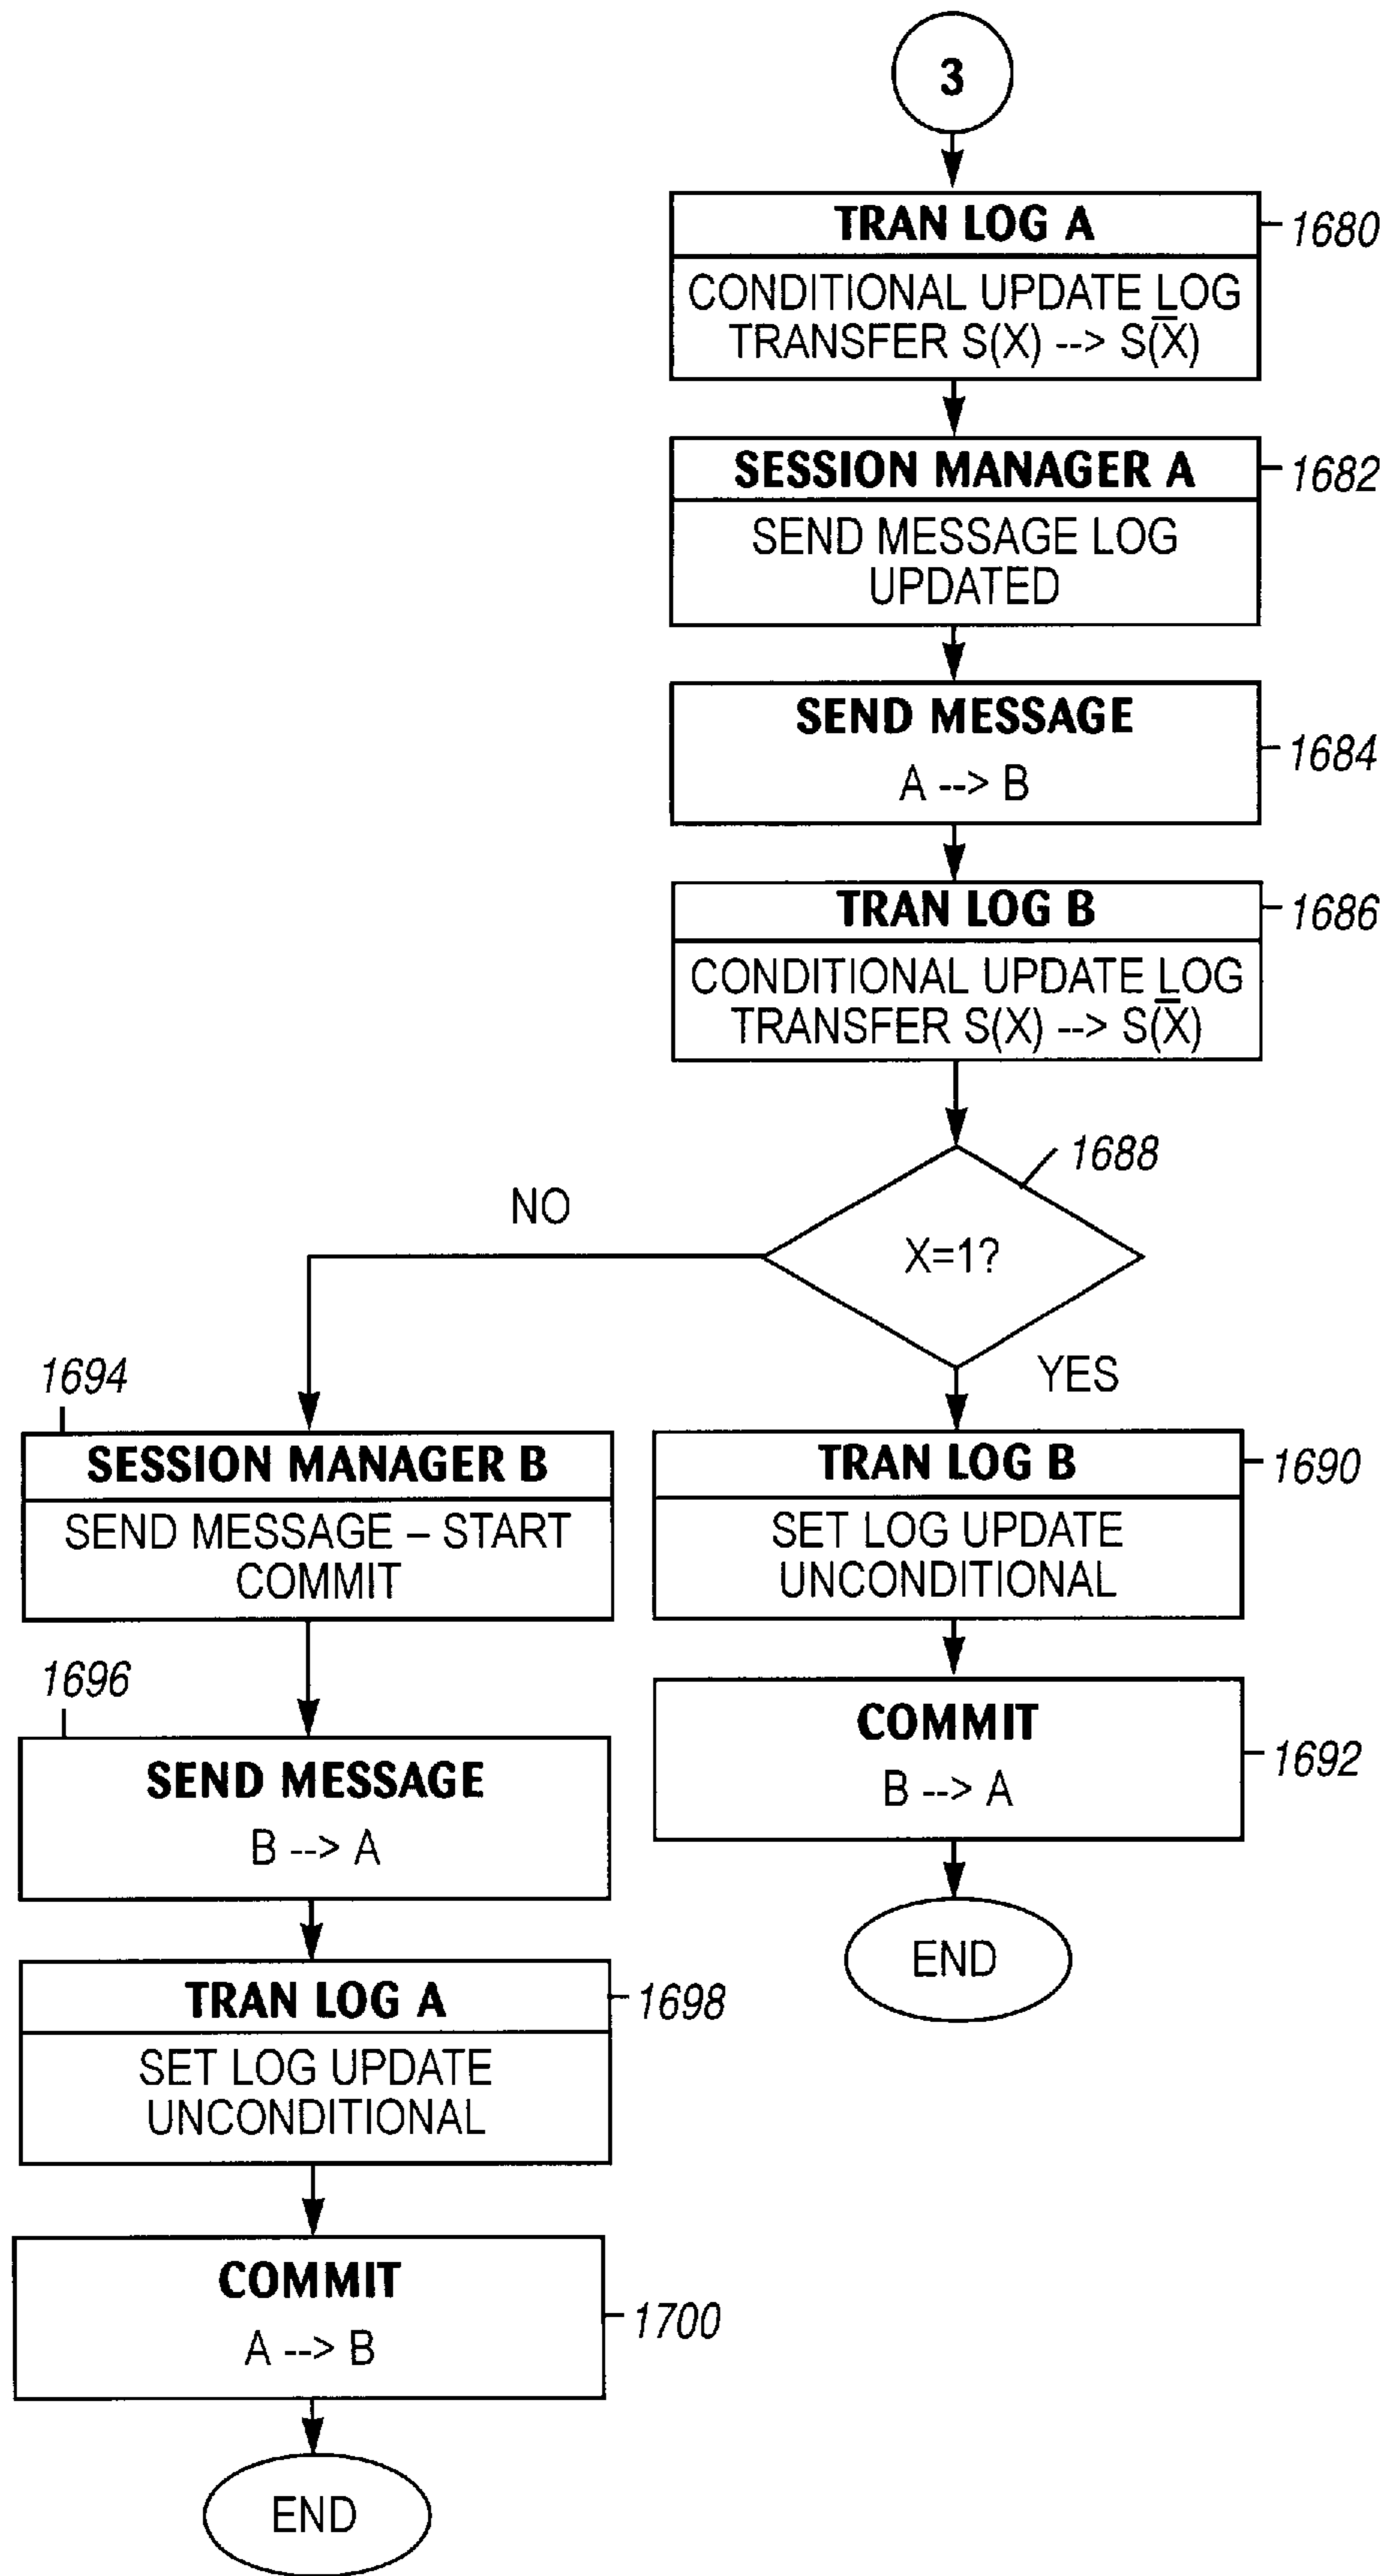 3
TRAN LOG A
1680
CONDITIONAL UPDATE LOG
TRANSFER S(X) --> S(X̅)
SESSION MANAGER A
1682
SEND MESSAGE LOG
UPDATED
SEND MESSAGE
1684
A --> B
TRAN LOG B
1686
CONDITIONAL UPDATE LOG
TRANSFER S(X) --> S(X̅)
1688
NO
X=1?
YES
1694
SESSION MANAGER B
SEND MESSAGE – START
COMMIT
TRAN LOG B
1690
SET LOG UPDATE
UNCONDITIONAL
1696
SEND MESSAGE
B --> A
COMMIT
1692
B --> A
END
TRAN LOG A
1698
SET LOG UPDATE
UNCONDITIONAL
COMMIT
1700
A --> B
END